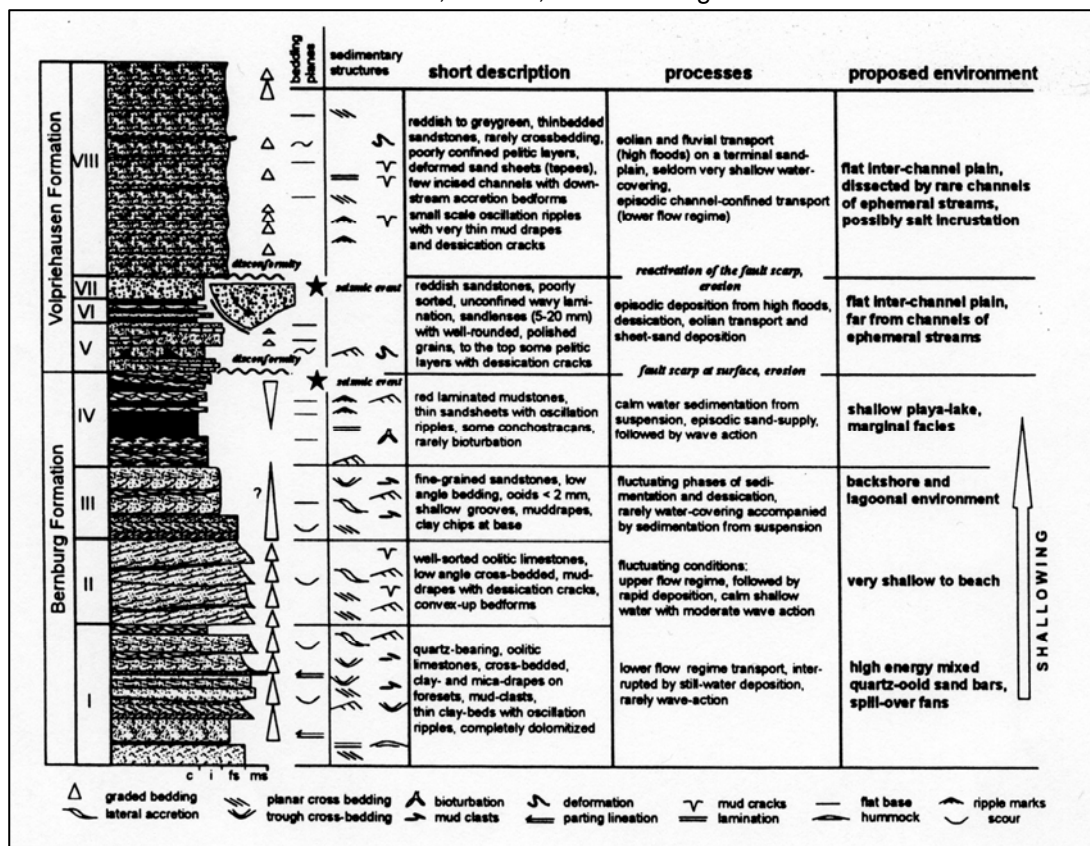 bedding planes
sedimentary structures
short description
processes
proposed environment
Volpriehausen Formation
Bernburg Formation
VIII
reddish to greygreen, thinbedded
sandstones, rarely crossbedding,
poorly confined pelitic layers,
deformed sand sheets (tepees),
few incised channels with down-
stream accretion bedforms
small scale oscillation ripples
with very thin mud drapes
and dessication cracks
eolian and fluvial transport
(high floods) on a terminal sand-
plain, seldom very shallow water-
covering,
episodic channel-confined transport
(lower flow regime)
flat inter-channel plain,
dissected by rare channels
of ephemeral streams,
possibly salt incrustation
disconformity
reactivation of the fault scarp,
erosion
VII
VI
V
seismic event
reddish sandstones, poorly
sorted, unconfined wavy lami-
nation, sandlenses (5-20 mm)
with well-rounded, polished
grains, to the top some pelitic
layers with dessication cracks
episodic deposition from high floods,
dessication, eolian transport and
sheet-sand deposition
flat inter-channel plain,
far from channels of
ephemeral streams
disconformity
fault scarp at surface, erosion
IV
seismic event
red laminated mudstones,
thin sandsheets with oscillation
ripples, some conchostracans,
rarely bioturbation
calm water sedimentation from
suspension, episodic sand-supply,
followed by wave action
shallow playa-lake,
marginal facies
III
?
fine-grained sandstones, low
angle bedding, ooids < 2 mm,
shallow grooves, muddrapes,
clay chips at base
fluctuating phases of sedi-
mentation and dessication,
rarely water-covering accompanied
by sedimentation from suspension
backshore and
lagoonal environment
II
well-sorted oolitic limestones,
low angle cross-bedded, mud-
drapes with dessication cracks,
convex-up bedforms
fluctuating conditions:
upper flow regime, followed by
rapid deposition, calm shallow
water with moderate wave action
very shallow to beach
I
quartz-bearing, oolitic
limestones, cross-bedded,
clay- and mica-drapes on
foresets, mud-clasts,
thin clay-beds with oscillation
ripples, completely dolomitized
lower flow regime transport, inter-
rupted by still-water deposition,
rarely wave-action
high energy mixed
quartz-ooid sand bars,
spill-over fans
SHALLOWING
c i fs ms
graded bedding
planar cross bedding
bioturbation
deformation
mud cracks
flat base
ripple marks
lateral accretion
trough cross-bedding
mud clasts
parting lineation
lamination
hummock
scour